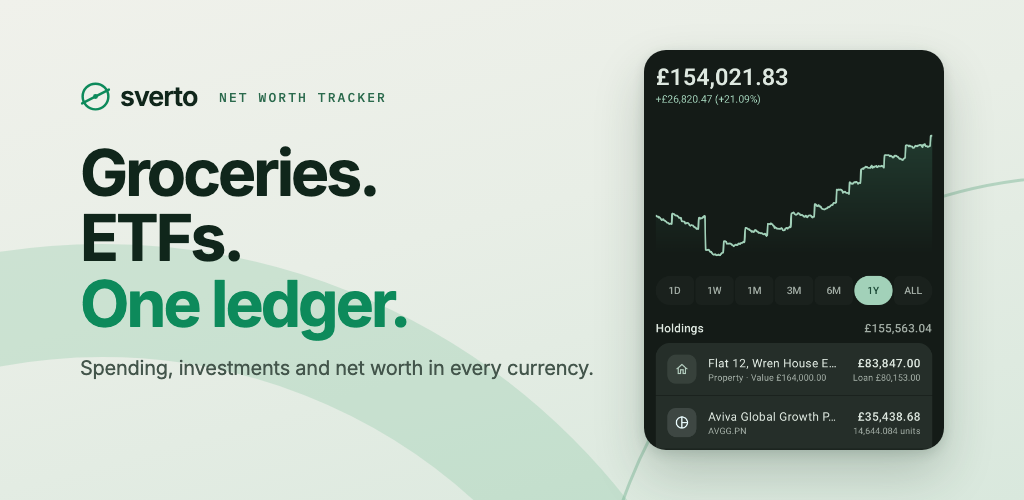 sverto NET WORTH TRACKER
Groceries.
ETFs.
One ledger.
Spending, investments and net worth in every currency.
£154,021.83
+£26,820.47 (+21.09%)
1D 1W 1M 3M 6M 1Y ALL
Holdings £155,563.04
Flat 12, Wren House E... £83,847.00
Property · Value £164,000.00 Loan £80,153.00
Aviva Global Growth P... £35,438.68
AVGG.PN 14,644.084 units